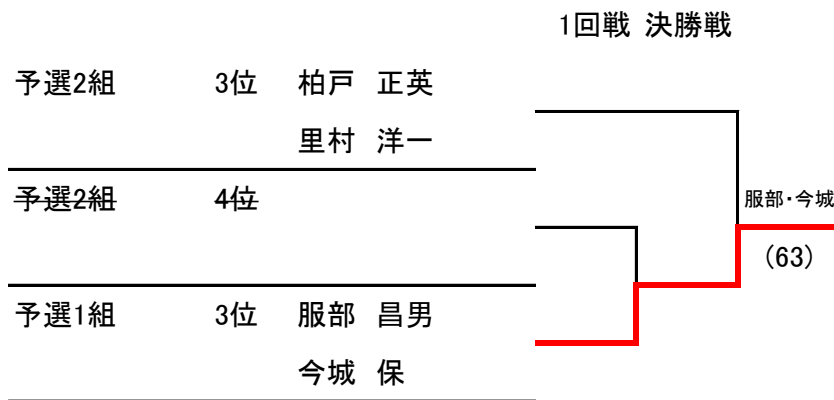 1回戦 決勝戦
予選2組 3位 柏戸 正英
里村 洋一
予選2組 4位
服部・今城
(63)
予選1組 3位 服部 昌男
今城 保